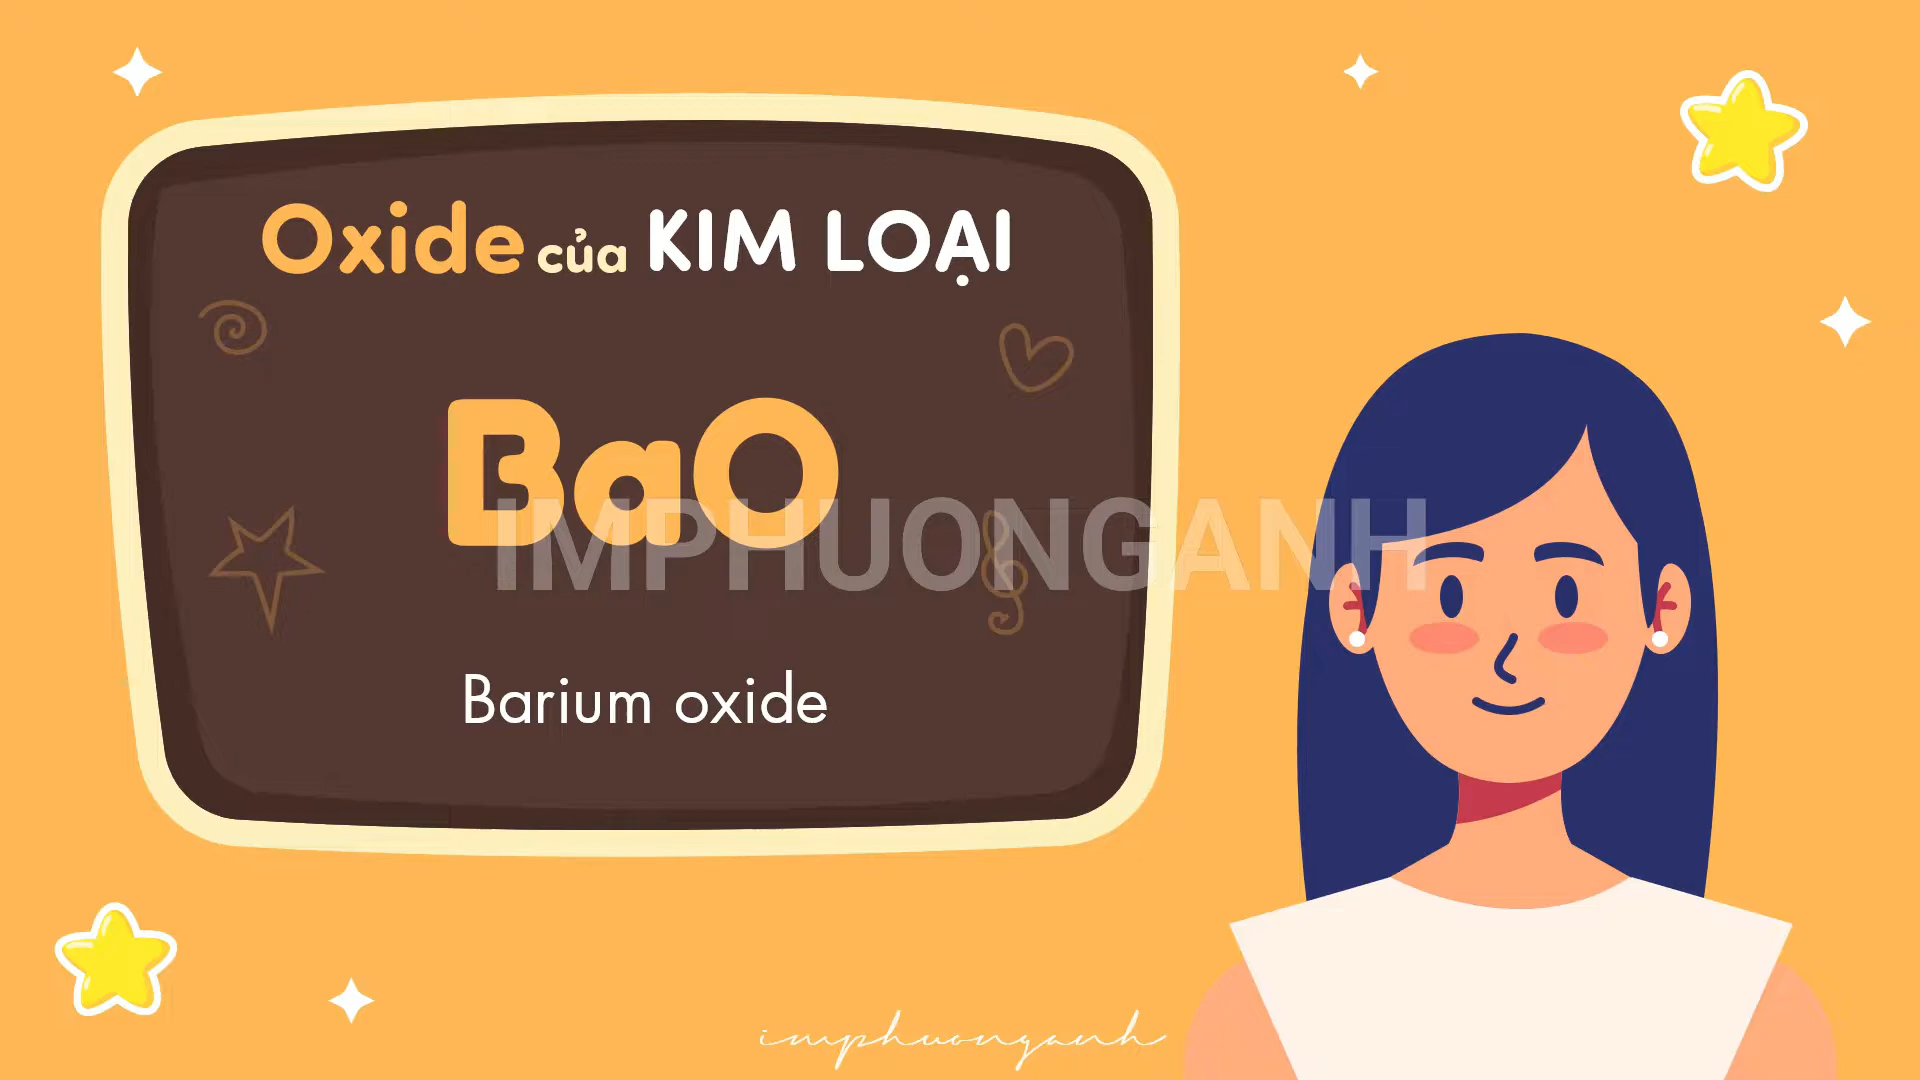 Oxide của KIM LOẠI
BaO
IMPHUONGANH
Barium oxide
imphuonganh